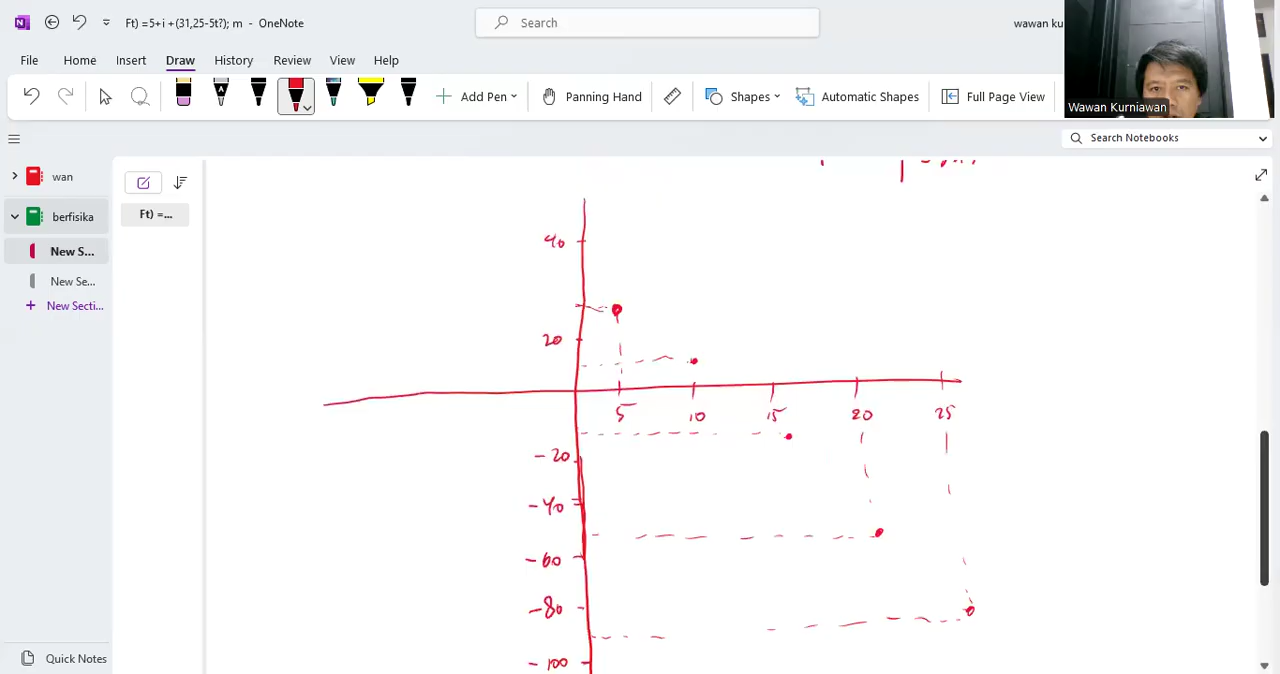 Ft) =5+i +(31,25-5t?); m - OneNote
Search
wawan ku
File Home Insert Draw View History Review View Help
Add Pen
Panning Hand
Shapes
Automatic Shapes
Full Page View
Wawan Kurniawan
Search Notebooks
wan
berfisika
Ft) =...
New S...
New Se...
New Secti...
40
20
5 10 15 20 25
-20
-40
-60
-80
-100
Quick Notes